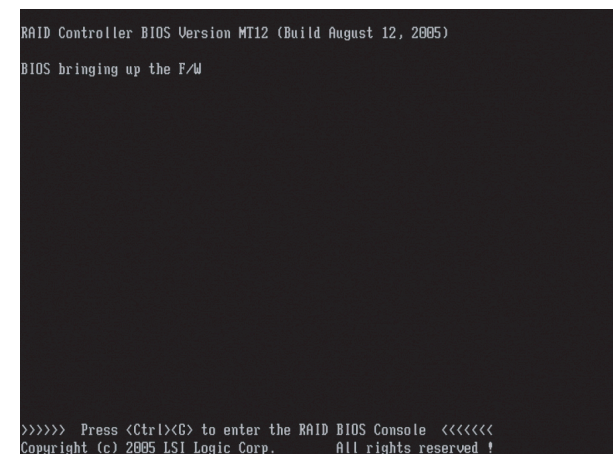 RAID Controller BIOS Version MT12 (Build August 12, 2005)
BIOS bringing up the F/W
>>>>>> Press <Ctrl><G> to enter the RAID BIOS Console <<<<<<<
Copyright (c) 2005 LSI Logic Corp. All rights reserved !